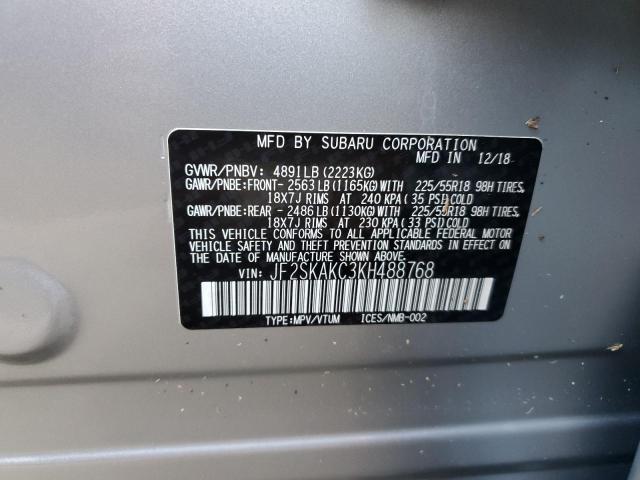 MFD BY SUBARU CORPORATION
MFD IN 12/18
GVWR/PNBV: 4891LB (2223KG)
GAWR/PNBE:FRONT- 2563LB (1165KG) WITH 225/55R18 98H TIRES,
18X7J RIMS AT 240 KPA (35 PSI) COLD
GAWR/PNBE:REAR - 2486LB (1130KG) WITH 225/55R18 98H TIRES,
18X7J RIMS AT 230 KPA (33 PSI) COLD
THIS VEHICLE CONFORMS TO ALL APPLICABLE FEDERAL MOTOR
VEHICLE SAFETY AND THEFT PREVENTION STANDARDS IN EFFECT
ON THE DATE OF MANUFACTURE SHOWN ABOVE.
VIN: JF2SKAKC3KH488768
TYPE:MPV/VTUM ICES/NMB-002